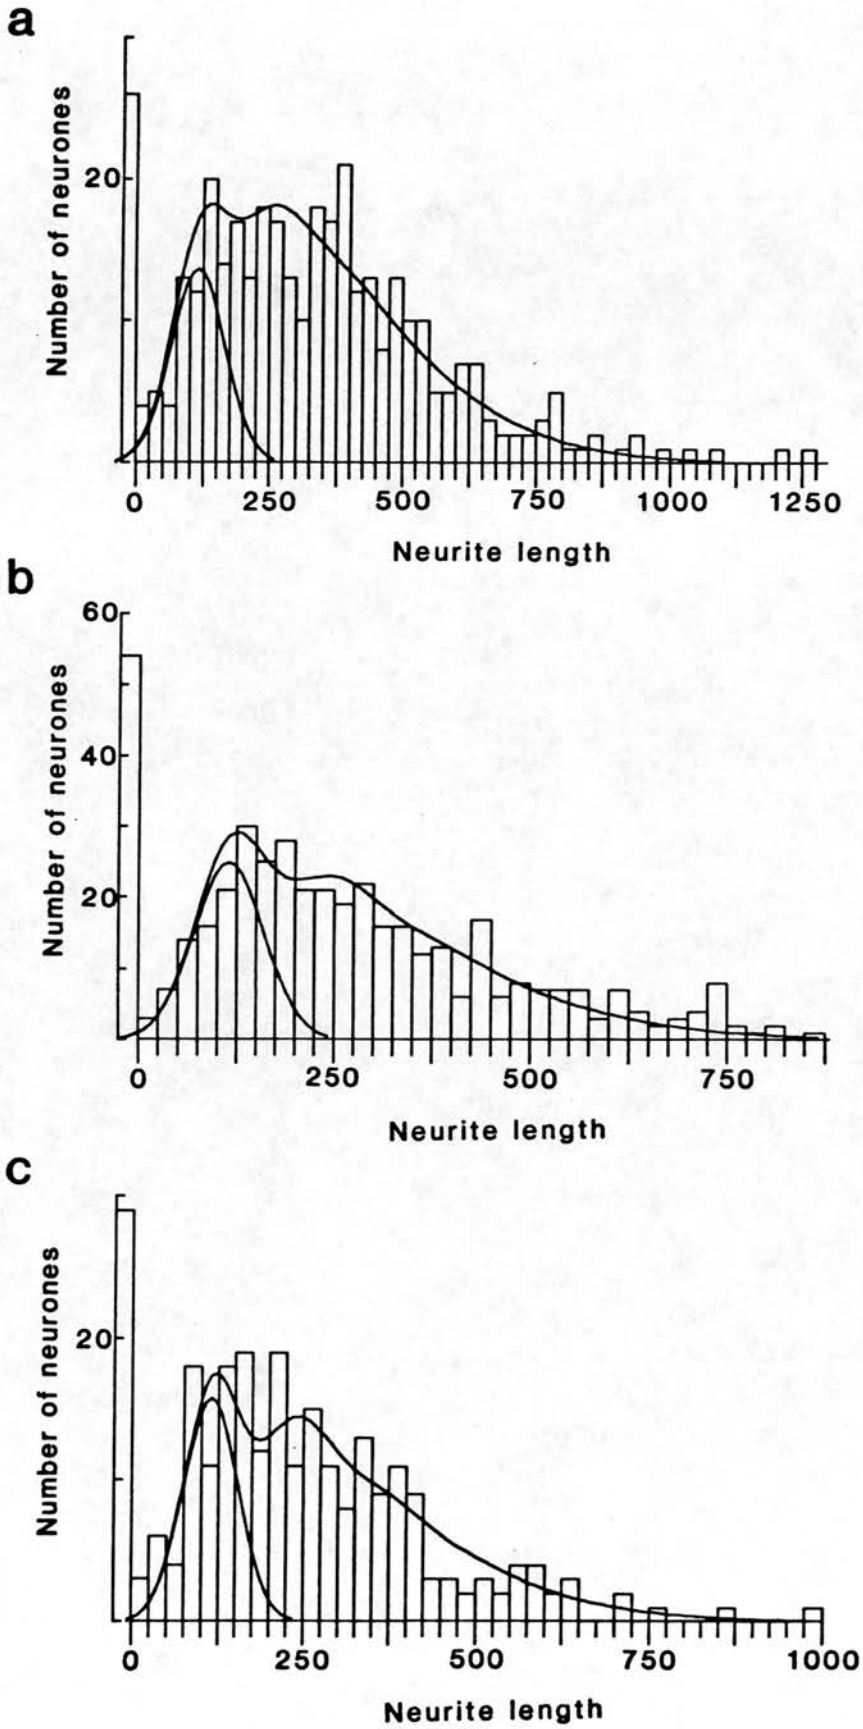 a
Number of neurones
20
0 250 500 750 1000 1250
Neurite length
b
Number of neurones
60
40
20
0 250 500 750
Neurite length
c
Number of neurones
20
0 250 500 750 1000
Neurite length